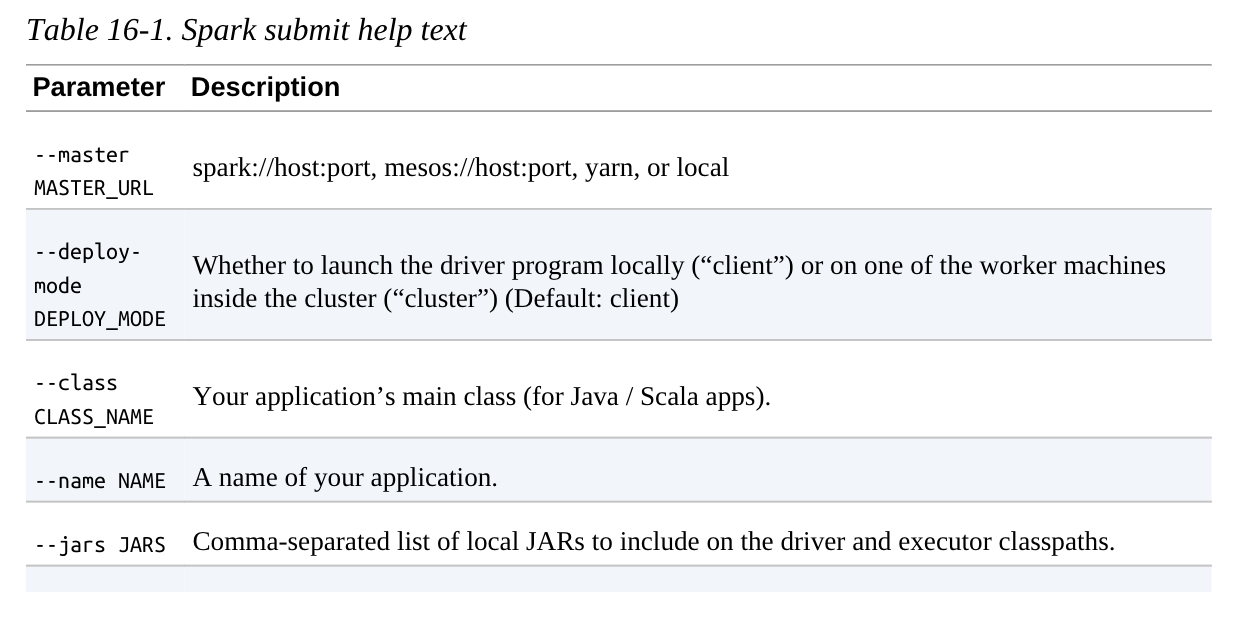 Table 16-1. Spark submit help text
Parameter Description
--master
MASTER_URL
spark://host:port, mesos://host:port, yarn, or local
--deploy-
mode
DEPLOY_MODE
Whether to launch the driver program locally (“client”) or on one of the worker machines
inside the cluster (“cluster”) (Default: client)
--class
CLASS_NAME
Your application’s main class (for Java / Scala apps).
--name NAME A name of your application.
--jars JARS Comma-separated list of local JARs to include on the driver and executor classpaths.